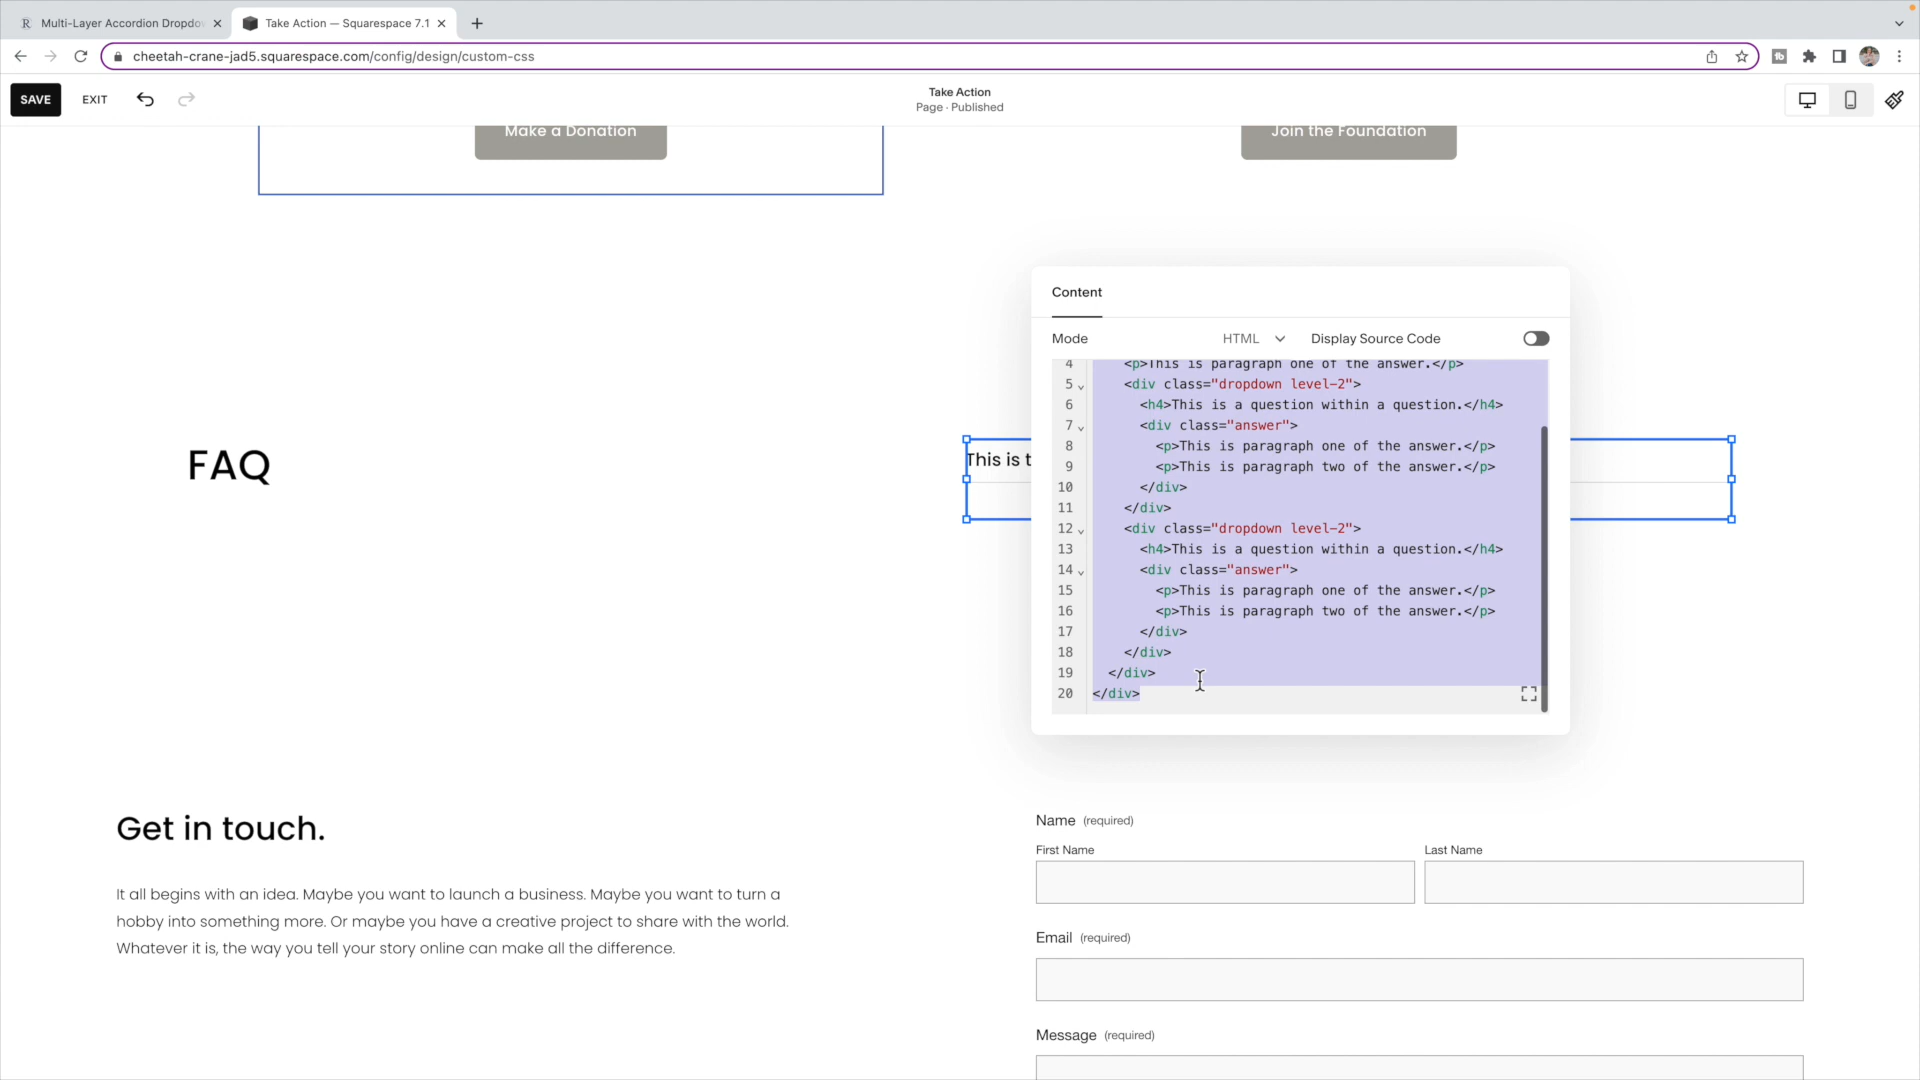 Multi-Layer Accordion Dropdo
Take Action — Squarespace 7.1
cheetah-crane-jad5.squarespace.com/config/design/custom-css
SAVE
EXIT
Take Action
Page · Published
Make a Donation
Join the Foundation
Content
Mode
HTML
Display Source Code
FAQ
This is t
4 <p>This is paragraph one of the answer.</p>
5 <div class="dropdown level-2">
6 <h4>This is a question within a question.</h4>
7 <div class="answer">
8 <p>This is paragraph one of the answer.</p>
9 <p>This is paragraph two of the answer.</p>
10 </div>
11 </div>
12 <div class="dropdown level-2">
13 <h4>This is a question within a question.</h4>
14 <div class="answer">
15 <p>This is paragraph one of the answer.</p>
16 <p>This is paragraph two of the answer.</p>
17 </div>
18 </div>
19 </div>
20 </div>
Get in touch.
It all begins with an idea. Maybe you want to launch a business. Maybe you want to turn a
hobby into something more. Or maybe you have a creative project to share with the world.
Whatever it is, the way you tell your story online can make all the difference.
Name (required)
First Name
Last Name
Email (required)
Message (required)